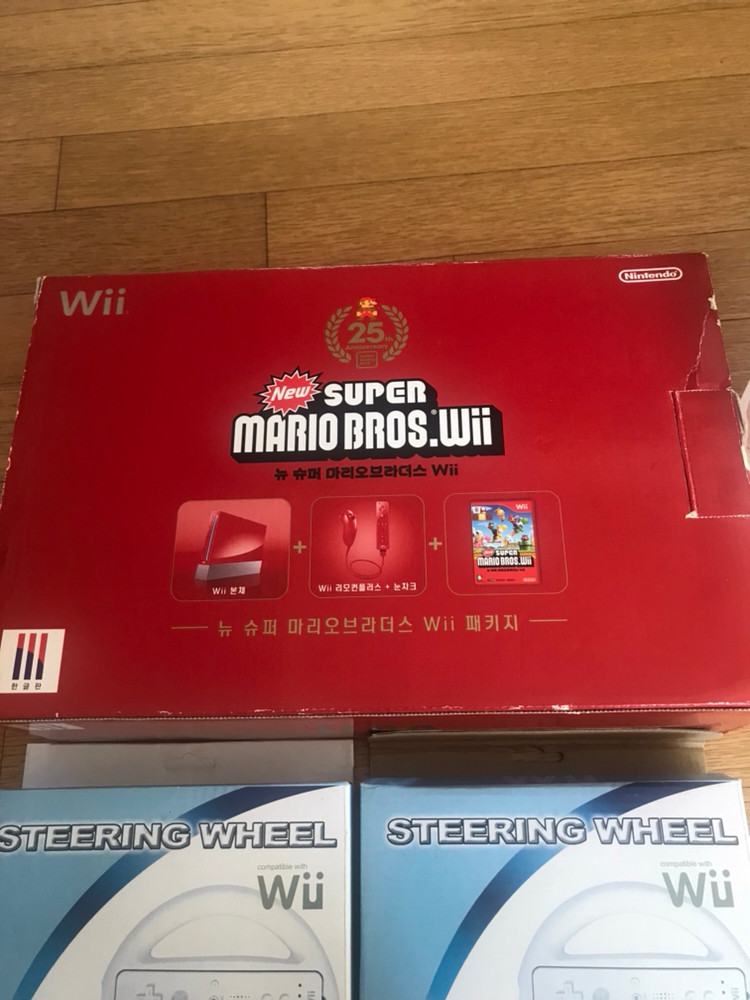 Wii
Nintendo
25th
Anniversary
New SUPER
MARIO BROS.Wii
뉴 슈퍼 마리오브라더스 Wii
Wii
SUPER
MARIO BROS.Wii
Wii 본체
+
Wii 리모컨플러스 + 눈차크
+
뉴 슈퍼 마리오브라더스 Wii 패키지
한글판
STEERING WHEEL
compatible with
Wii
STEERING WHEEL
compatible with
Wii